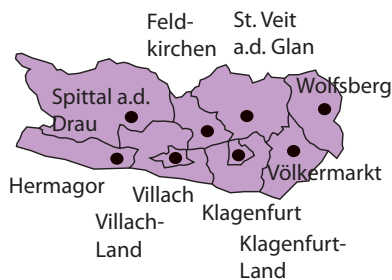 Feld-
kirchen
St. Veit
a.d. Glan
Wolfsberg
Spittal a.d.
Drau
Völkermarkt
Hermagor
Villach
Villach-
Land
Klagenfurt
Klagenfurt-
Land